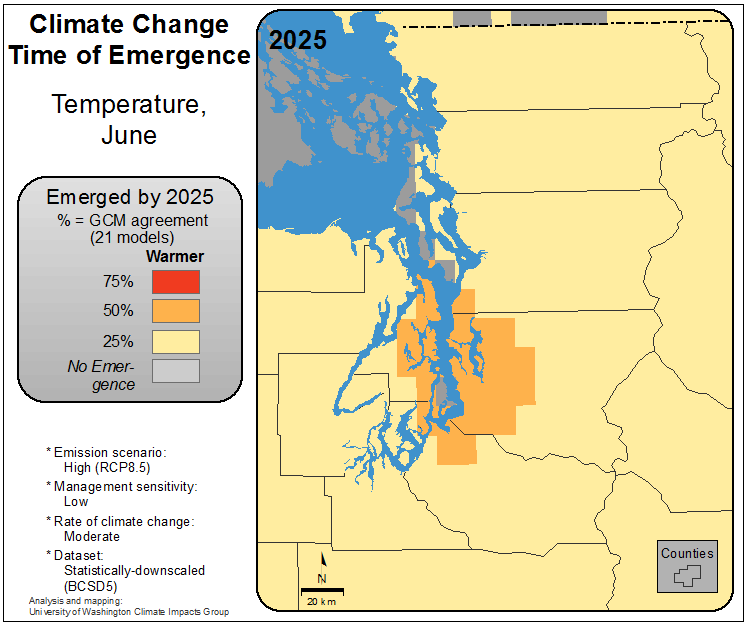 Climate Change
Time of Emergence
Temperature,
June
Emerged by 2025
% = GCM agreement
(21 models)
Warmer
75%
50%
25%
No Emer-
gence
* Emission scenario:
High (RCP8.5)
* Management sensitivity:
Low
* Rate of climate change:
Moderate
* Dataset:
Statistically-downscaled
(BCSD5)
Analysis and mapping:
University of Washington Climate Impacts Group
2025
Counties
N
20 km